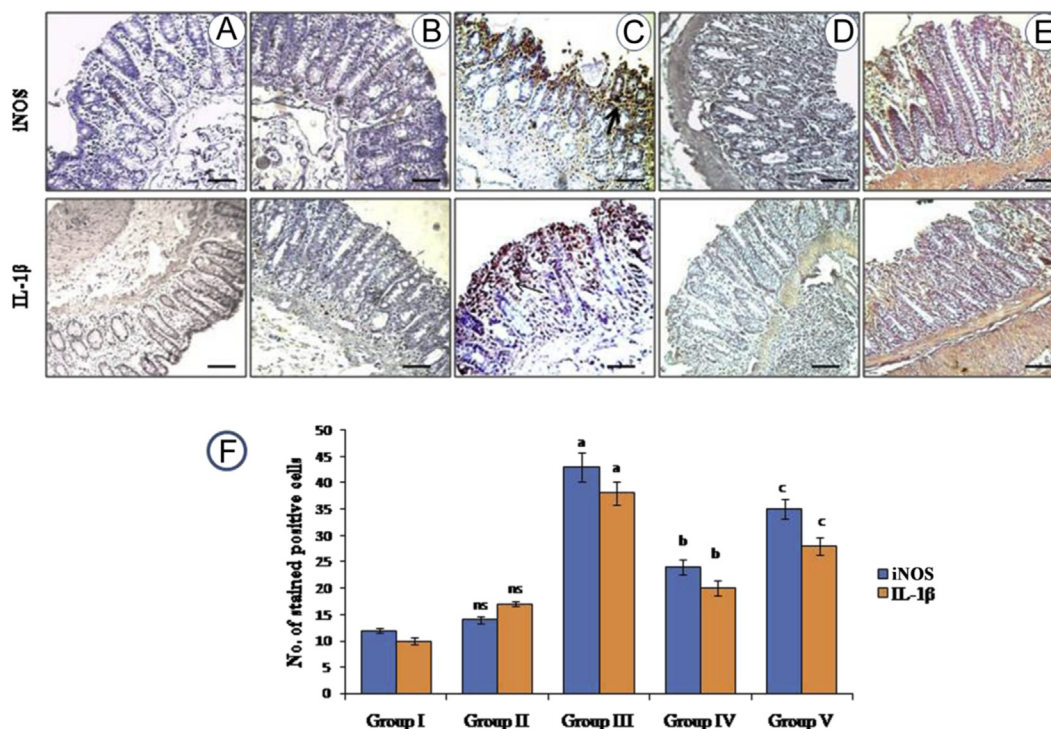 A B C D E
iNOS
IL-1β
F
50
45
40
35
30
25
20
15
10
5
0
No. of stained positive cells
a
a
c
c
b b
ns ns
iNOS
IL-1β
Group I Group II Group III Group IV Group V